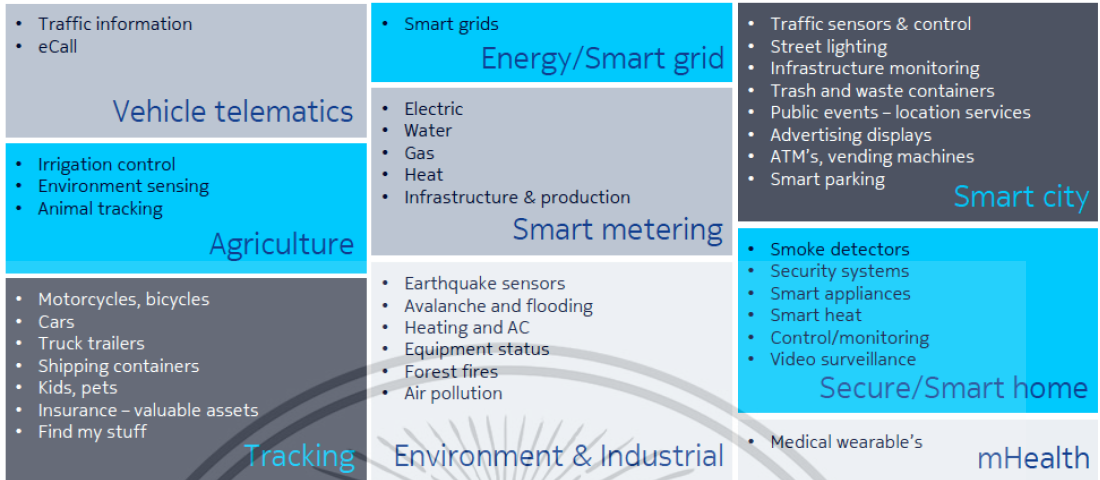 • Traffic information
• eCall
Vehicle telematics
• Irrigation control
• Environment sensing
• Animal tracking
Agriculture
• Motorcycles, bicycles
• Cars
• Truck trailers
• Shipping containers
• Kids, pets
• Insurance – valuable assets
• Find my stuff
Tracking
• Smart grids
Energy/Smart grid
• Electric
• Water
• Gas
• Heat
• Infrastructure & production
Smart metering
• Earthquake sensors
• Avalanche and flooding
• Heating and AC
• Equipment status
• Forest fires
• Air pollution
Environment & Industrial
• Traffic sensors & control
• Street lighting
• Infrastructure monitoring
• Trash and waste containers
• Public events – location services
• Advertising displays
• ATM's, vending machines
• Smart parking
Smart city
• Smoke detectors
• Security systems
• Smart appliances
• Smart heat
• Control/monitoring
• Video surveillance
Secure/Smart home
• Medical wearable's
mHealth